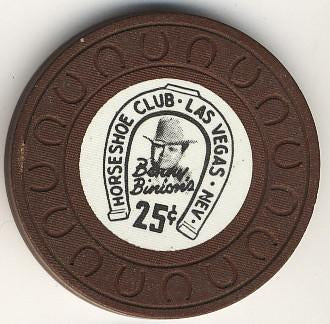 HORSESHOE CLUB · LAS VEGAS · NEV.
Benny
Binion's
25¢